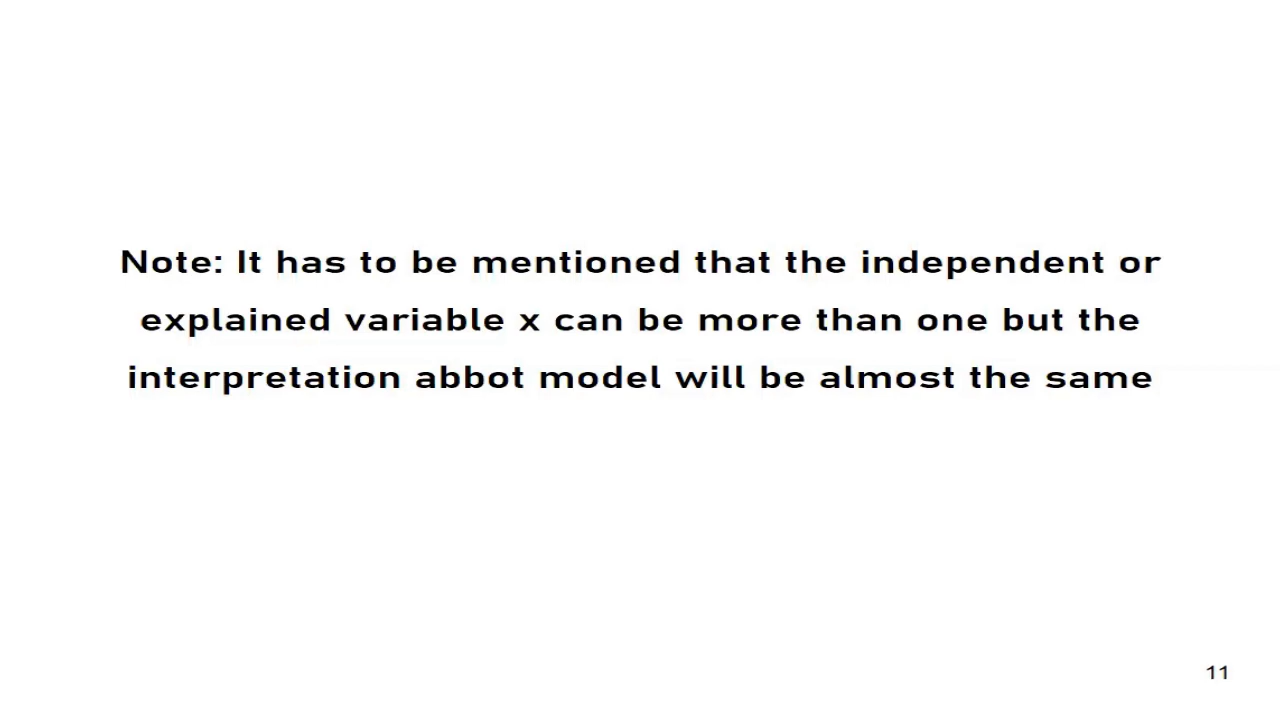 Note: It has to be mentioned that the independent or
explained variable x can be more than one but the
interpretation abbot model will be almost the same
11